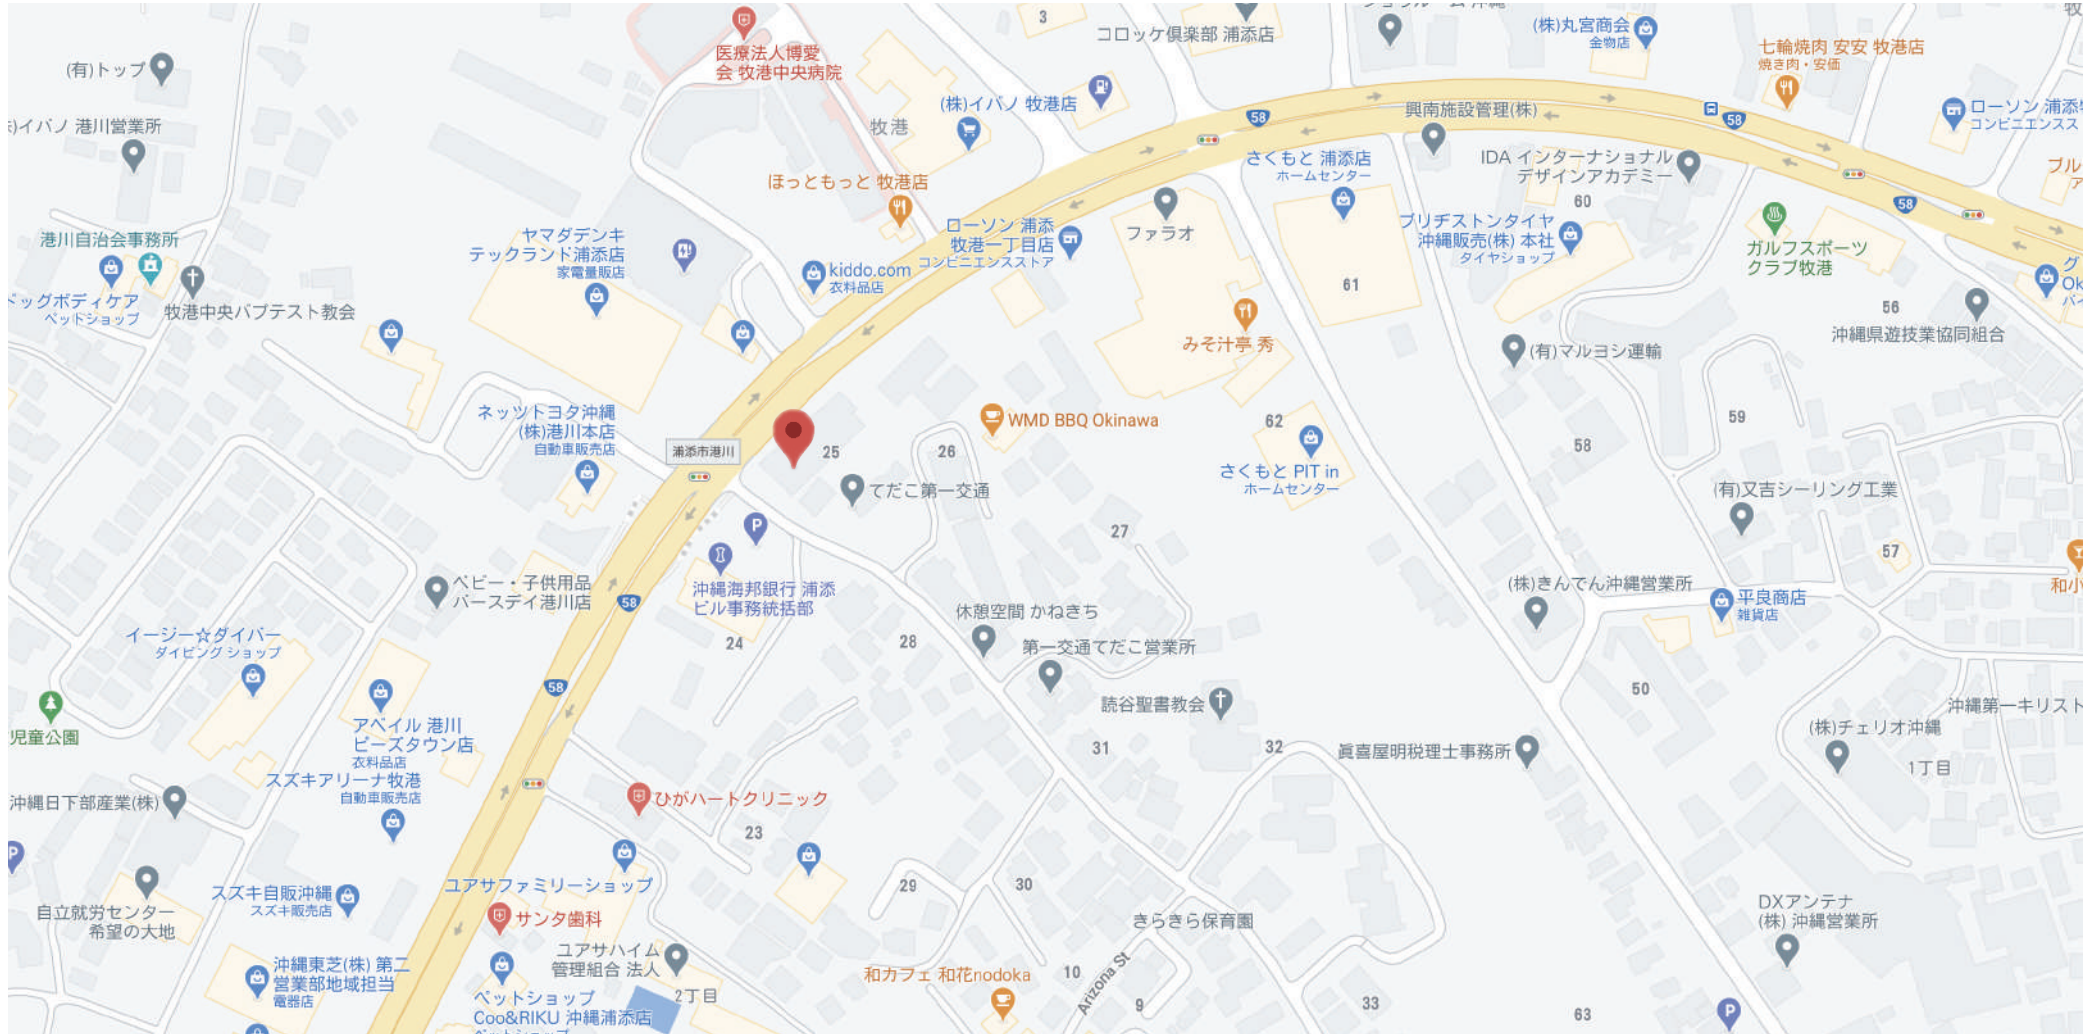 3
コロッケ倶楽部 浦添店
(株)丸宮商会
金物店
七輪焼肉 安安 牧港店
焼き肉・安価
医療法人博愛
会 牧港中央病院
(有)トップ
(株)イバノ 牧港店
牧港
イバノ 港川営業所
58
58
興南施設管理(株)
ローソン 浦添
コンビニエンスス
さくもと 浦添店
ホームセンター
IDA インターナショナル
デザインアカデミー
60
ほっともっと 牧港店
58
港川自治会事務所
ヤマダデンキ
テックランド浦添店
家電量販店
ローソン 浦添
牧港一丁目店
コンビニエンスストア
ファラオ
ブリヂストンタイヤ
沖縄販売(株) 本社
タイヤショップ
ガルフスポーツ
クラブ牧港
kiddo.com
衣料品店
61
ドッグボディケア
ペットショップ
牧港中央バプテスト教会
56
沖縄県遊技業協同組合
みそ汁亭 秀
(有)マルヨシ運輸
ネッツトヨタ沖縄
(株)港川本店
自動車販売店
浦添市港川
25
26
WMD BBQ Okinawa
62
59
58
さくもと PIT in
ホームセンター
てだこ第一交通
(有)又吉シーリング工業
27
57
ベビー・子供用品
バースデイ港川店
58
沖縄海邦銀行 浦添
ビル事務統括部
(株)きんでん沖縄営業所
平良商店
雑貨店
和小
休憩空間 かねきち
イージー☆ダイバー
ダイビング ショップ
24
28
第一交通てだこ営業所
58
50
読谷聖書教会
沖縄第一キリスト
児童公園
アベイル 港川
ピーズタウン店
衣料品店
31
32
眞喜屋明税理士事務所
(株)チェリオ沖縄
1丁目
スズキアリーナ牧港
自動車販売店
沖縄日下部産業(株)
ひがハートクリニック
23
ユアサファミリーショップ
29
30
スズキ自販沖縄
スズキ販売店
自立就労センター
希望の大地
サンタ歯科
きらきら保育園
DXアンテナ
(株) 沖縄営業所
ユアサハイム
管理組合 法人
沖縄東芝(株) 第二
営業部地域担当
電器店
和カフェ 和花nodoka
10
Arizona St
9
33
63
2丁目
ペットショップ
Coo&RIKU 沖縄浦添店